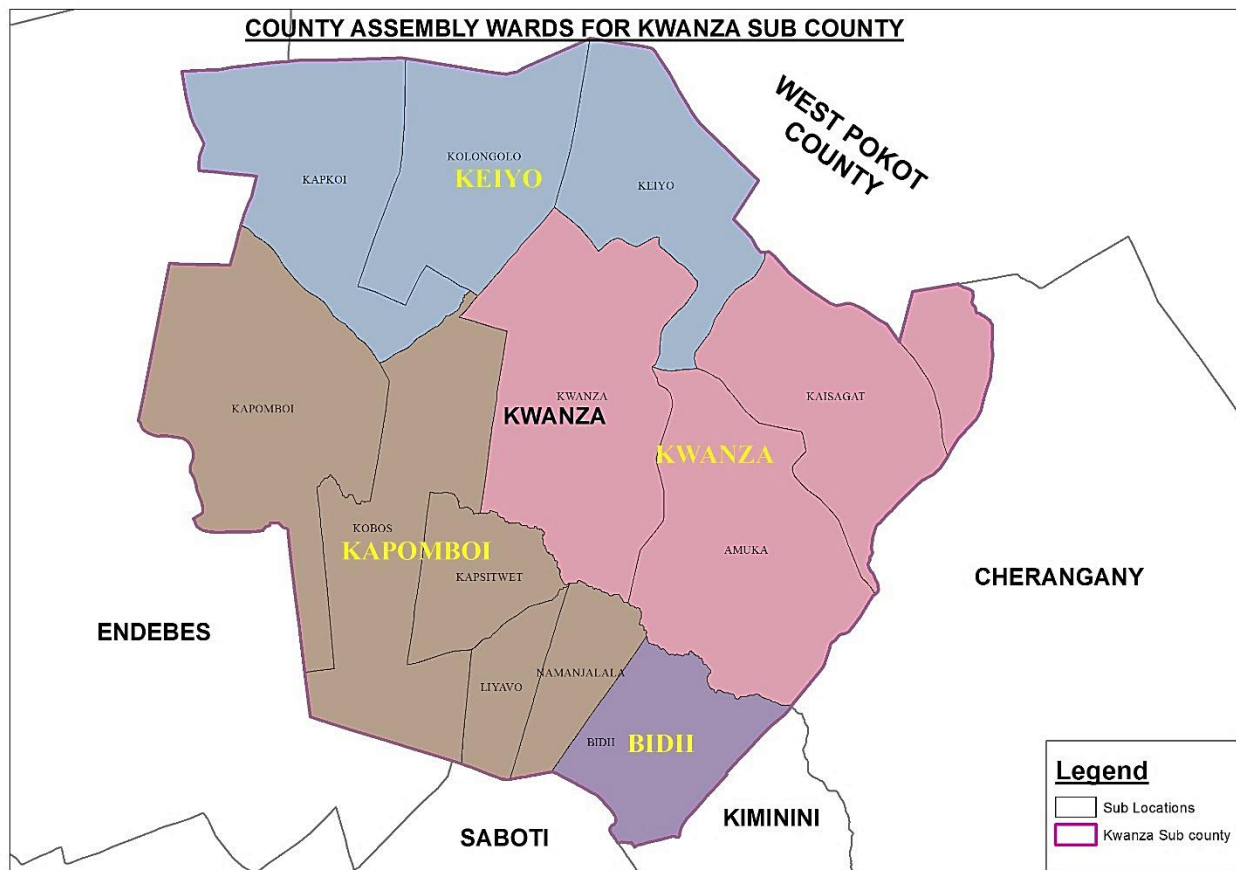 COUNTY ASSEMBLY WARDS FOR KWANZA SUB COUNTY
WEST POKOT
COUNTY
KOLONGOLO
KEIYO
KAPKOI
KEIYO
KWANZA
KWANZA
KAISAGAT
KAPOMBOI
KWANZA
KOBOS
KAPOMBOI
AMUKA
KAPSITWET
CHERANGANY
ENDEBES
NAMANJALALA
LIYAVO
BIDII
BIDII
KIMININI
SABOTI
Legend
Sub Locations
Kwanza Sub county